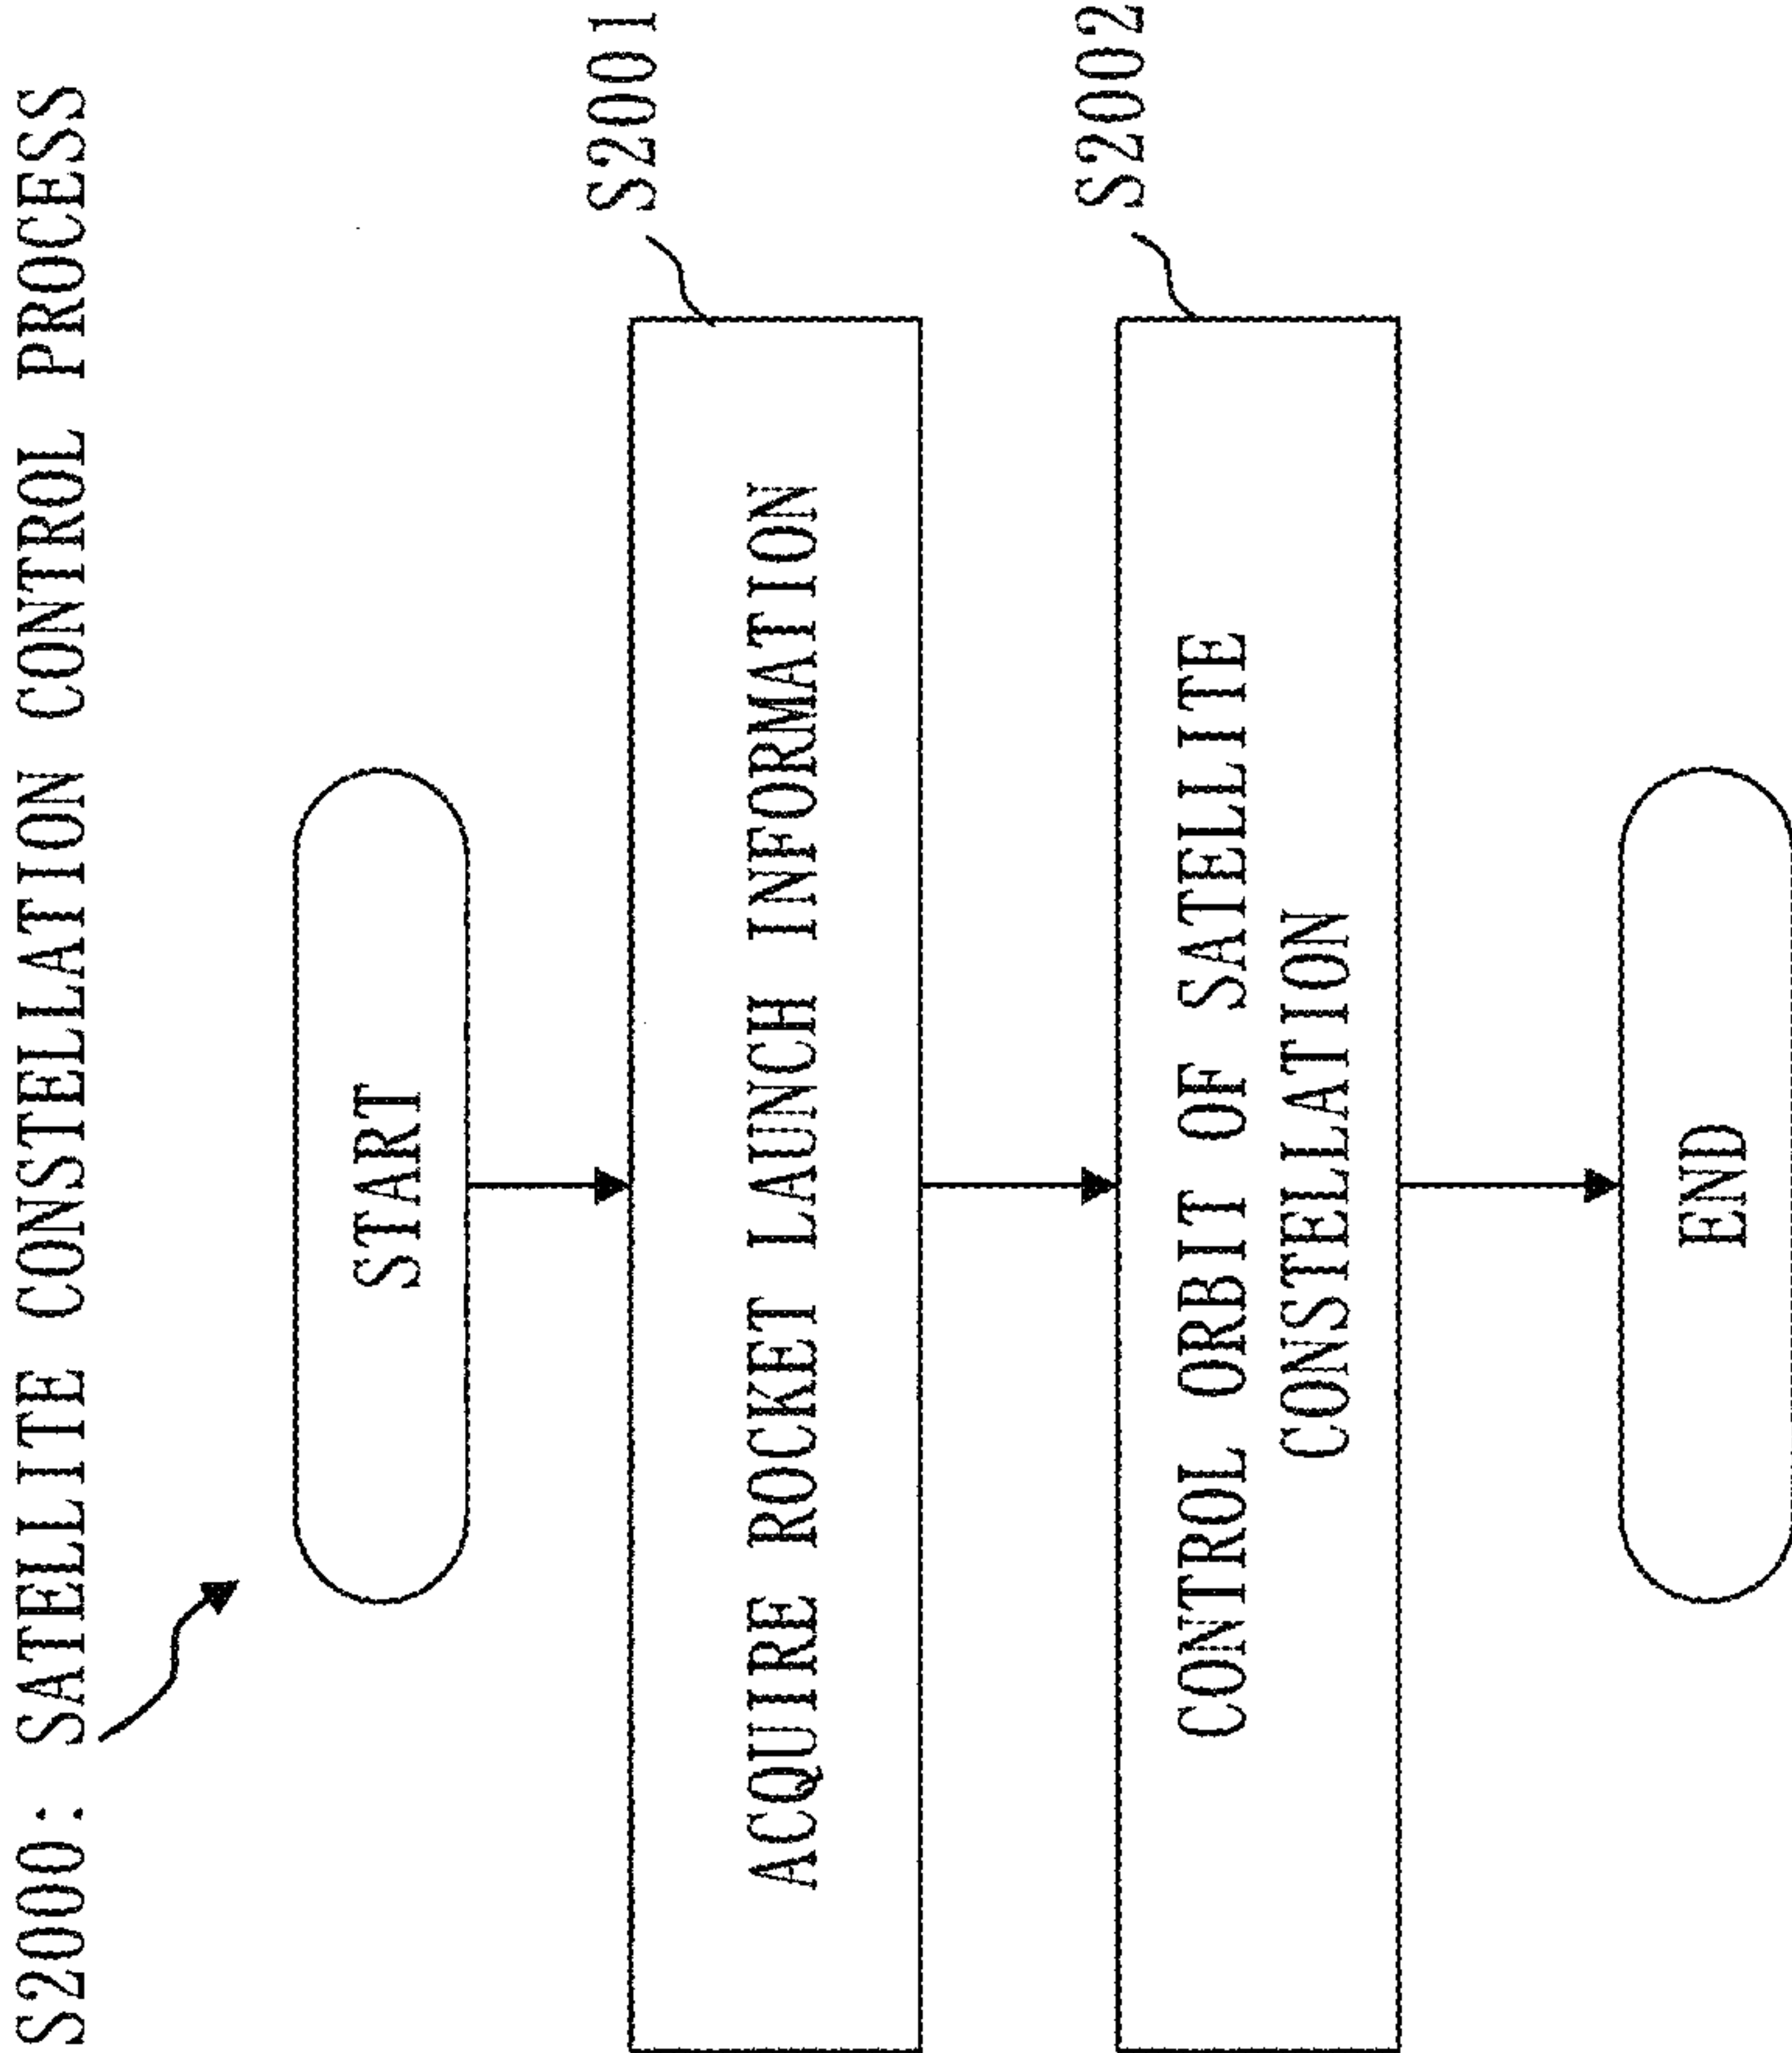 S2000: SATELLITE CONSTELLATION CONTROL PROCESS
START
ACQUIRE ROCKET LAUNCH INFORMATION
S2001
CONTROL ORBIT OF SATELLITE
CONSTELLATION
S2002
END